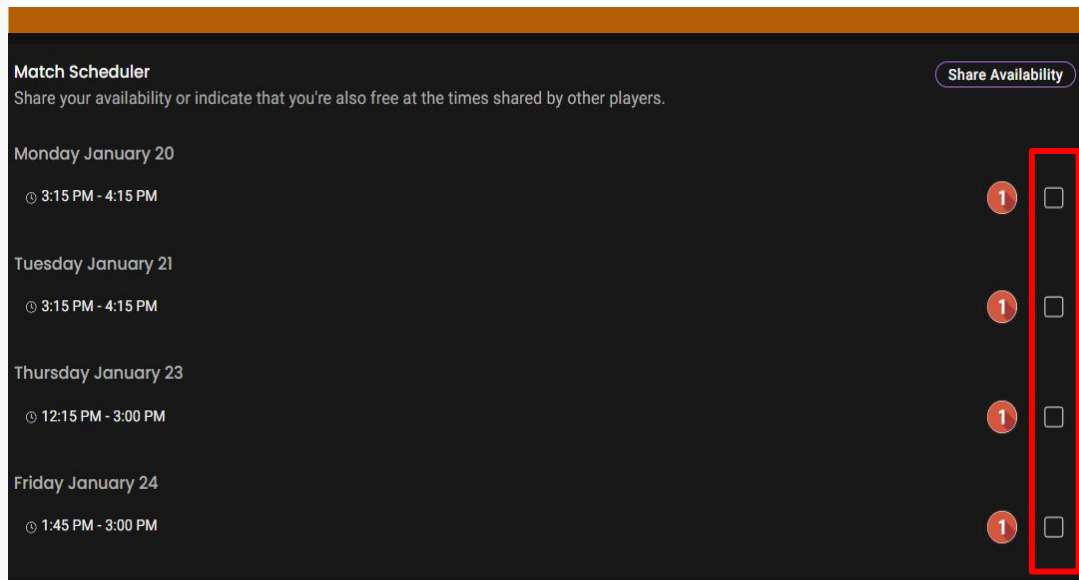 Match Scheduler
Share Availability
Share your availability or indicate that you're also free at the times shared by other players.
Monday January 20
3:15 PM - 4:15 PM
1
Tuesday January 21
3:15 PM - 4:15 PM
1
Thursday January 23
12:15 PM - 3:00 PM
1
Friday January 24
1:45 PM - 3:00 PM
1